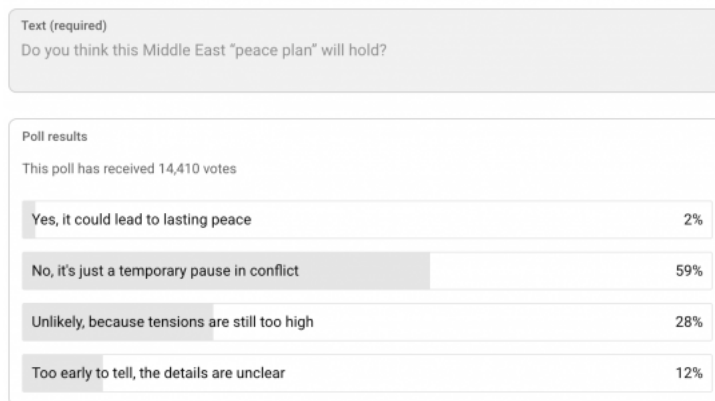 Text (required)
Do you think this Middle East “peace plan” will hold?
Poll results
This poll has received 14,410 votes
Yes, it could lead to lasting peace 2%
No, it's just a temporary pause in conflict 59%
Unlikely, because tensions are still too high 28%
Too early to tell, the details are unclear 12%